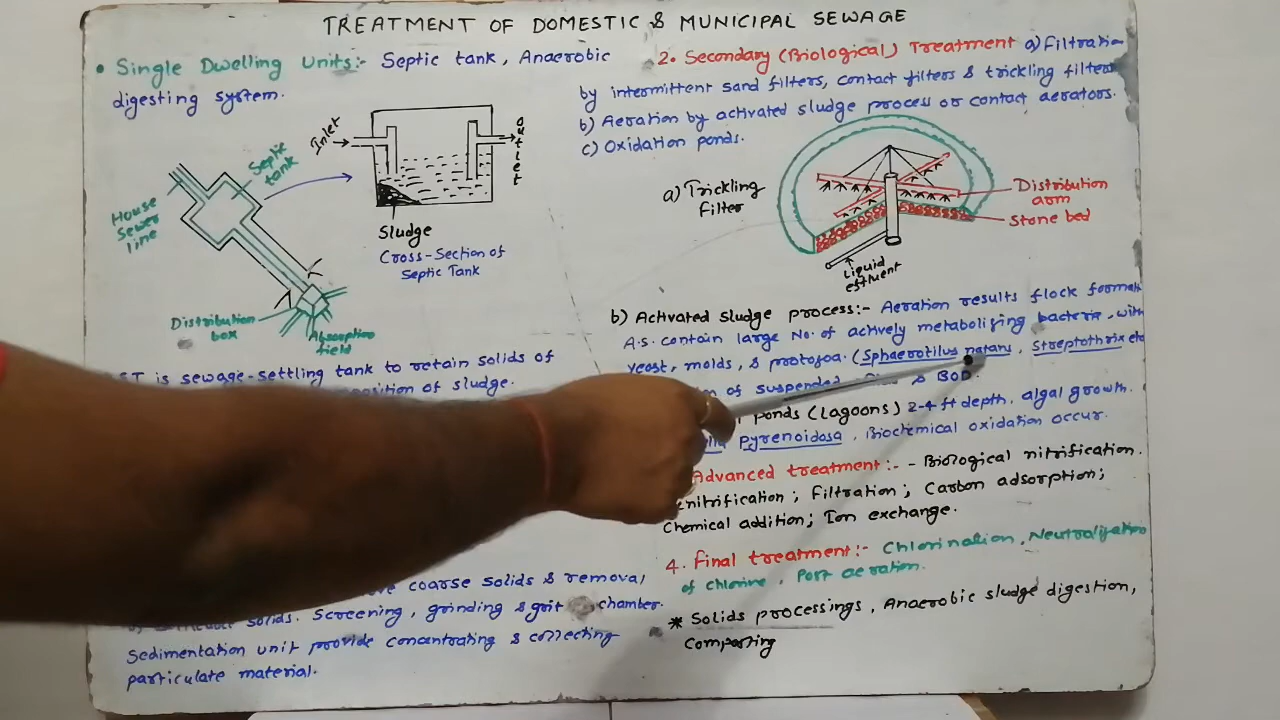 TREATMENT OF DOMESTIC & MUNICIPAL SEWAGE
• Single Dwelling Units:- Septic tank, Anaerobic
digesting system.
Inlet
outlet
Septic
tank
House
Sewer
line
Sludge
Cross-Section of
Septic Tank
Distribution
box
Absorption
field
ST is sewage-settling tank to retain solids of
of sludge.
coarse solids & removal
solids. Screening, grinding & grit chamber.
Sedimentation unit provide concentrating & collecting
particulate material.
2. Secondary (Biological) Treatment a) Filtration
by intermittent sand filters, contact filters & trickling filters
b) Aeration by activated sludge process or contact aerators.
c) Oxidation ponds.
a) Trickling
Filter
Distribution
arm
Stone bed
Liquid
effluent
b) Activated sludge process:- Aeration results flock format
A.S. contain large No. of actively metabolizing bacteria, with
yeast, molds, & protozoa. (Sphaerotilus natans, Streptothrix etc
of suspended & BOD.
ponds (Lagoons) 2-4 ft depth, algal growth.
pyrenoidosa, Biochemical oxidation occur.
Advanced treatment:- - Biological nitrification.
nitrification; Filtration; Carbon adsorption;
Chemical addition; Ion exchange.
4. Final treatment:- Chlorination, Neutralization
of chlorine, Post aeration.
* Solids processings, Anaerobic sludge digestion,
Composting